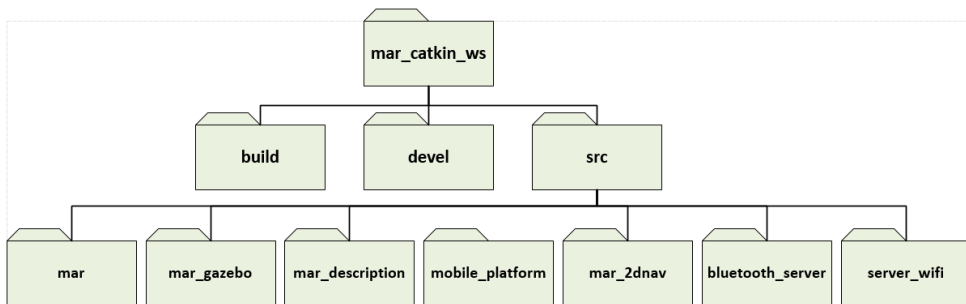 mar_catkin_ws
build devel src
mar mar_gazebo mar_description mobile_platform mar_2dnav bluetooth_server server_wifi